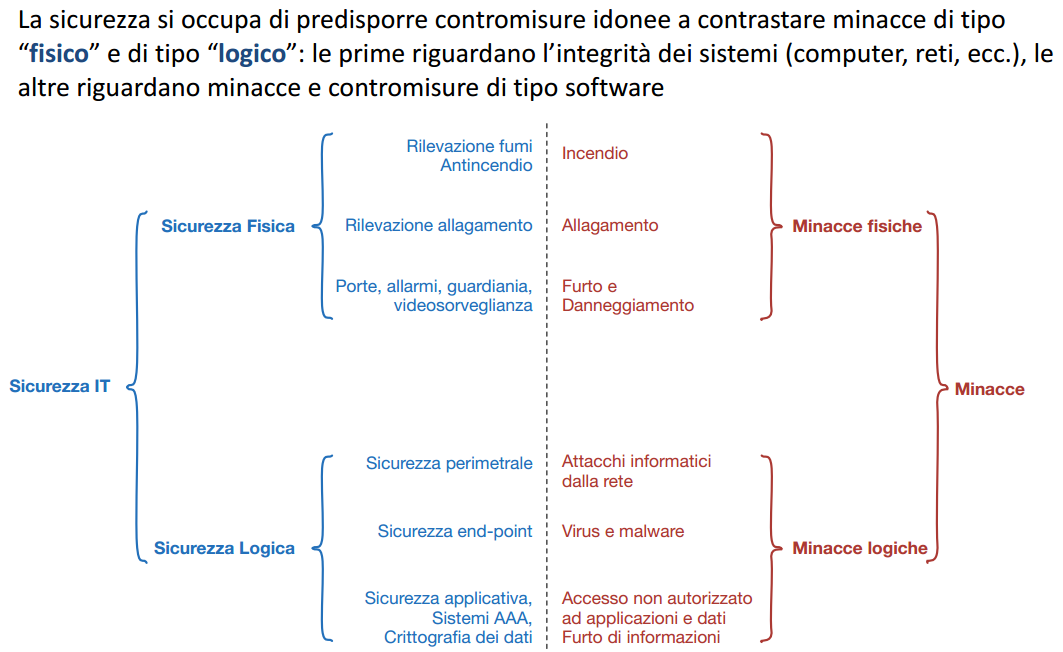 La sicurezza si occupa di predisporre contromisure idonee a contrastare minacce di tipo
“fisico” e di tipo “logico”: le prime riguardano l’integrità dei sistemi (computer, reti, ecc.), le
altre riguardano minacce e contromisure di tipo software
Sicurezza IT
Sicurezza Fisica
Rilevazione fumi
Antincendio
Rilevazione allagamento
Porte, allarmi, guardiania,
videosorveglianza
Sicurezza Logica
Sicurezza perimetrale
Sicurezza end-point
Sicurezza applicativa,
Sistemi AAA,
Crittografia dei dati
Incendio
Allagamento
Furto e
Danneggiamento
Minacce fisiche
Attacchi informatici
dalla rete
Virus e malware
Accesso non autorizzato
ad applicazioni e dati
Furto di informazioni
Minacce logiche
Minacce